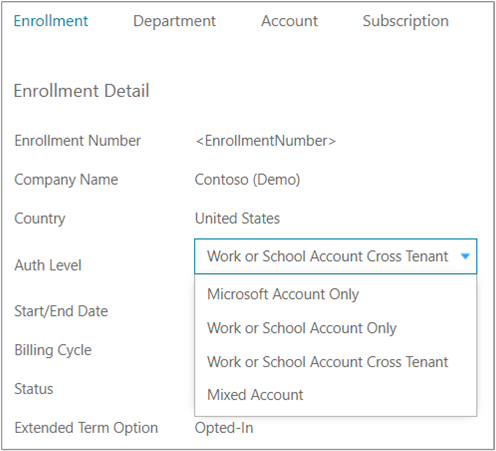 Enrollment Department Account Subscription
Enrollment Detail
Enrollment Number <EnrollmentNumber>
Company Name Contoso (Demo)
Country United States
Auth Level Work or School Account Cross Tenant
Microsoft Account Only
Start/End Date
Work or School Account Only
Billing Cycle
Work or School Account Cross Tenant
Status
Mixed Account
Extended Term Option Opted-In